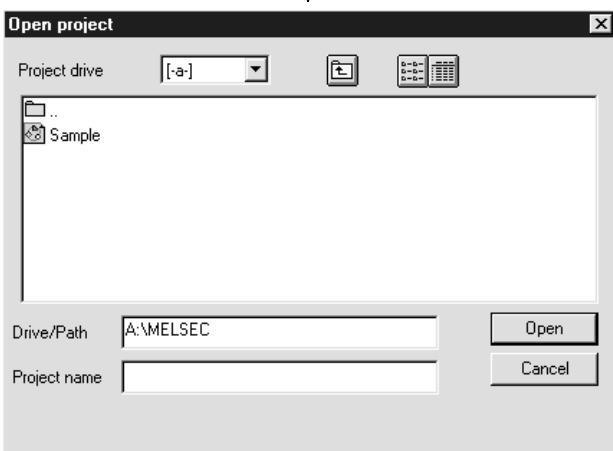 Open project
Project drive [-a-]
..
Sample
Drive/Path A:\MELSEC Open
Project name Cancel